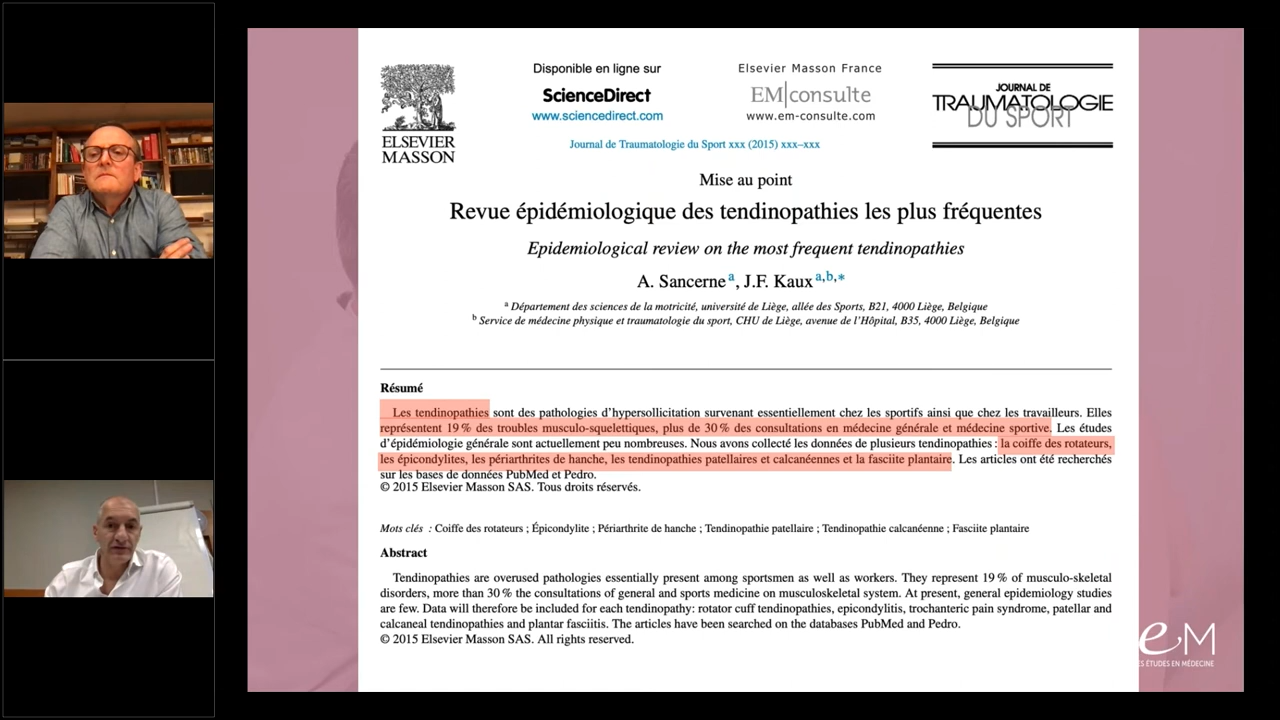 Disponible en ligne sur
ScienceDirect
www.sciencedirect.com
Elsevier Masson France
EM|consulte
www.em-consulte.com
ELSEVIER
MASSON
JOURNAL DE
TRAUMATOLOGIE
DU SPORT
Journal de Traumatologie du Sport xxx (2015) xxx–xxx
Mise au point
Revue épidémiologique des tendinopathies les plus fréquentes
Epidemiological review on the most frequent tendinopathies
A. Sancerne a, J.F. Kaux a,b,*
a Département des sciences de la motricité, université de Liège, allée des Sports, B21, 4000 Liège, Belgique
b Service de médecine physique et traumatologie du sport, CHU de Liège, avenue de l’Hôpital, B35, 4000 Liège, Belgique
Résumé
Les tendinopathies sont des pathologies d’hypersollicitation survenant essentiellement chez les sportifs ainsi que chez les travailleurs. Elles
représentent 19 % des troubles musculo-squelettiques, plus de 30 % des consultations en médecine générale et médecine sportive. Les études
d’épidémiologie générale sont actuellement peu nombreuses. Nous avons collecté les données de plusieurs tendinopathies : la coiffe des rotateurs,
les épicondylites, les périarthrites de hanche, les tendinopathies patellaires et calcanéennes et la fasciite plantaire. Les articles ont été recherchés
sur les bases de données PubMed et Pedro.
© 2015 Elsevier Masson SAS. Tous droits réservés.
Mots clés : Coiffe des rotateurs ; Épicondylite ; Périarthrite de hanche ; Tendinopathie patellaire ; Tendinopathie calcanéenne ; Fasciite plantaire
Abstract
Tendinopathies are overused pathologies essentially present among sportsmen as well as workers. They represent 19 % of musculo-skeletal
disorders, more than 30 % the consultations of general and sports medicine on musculoskeletal system. At present, general epidemiology studies
are few. Data will therefore be included for each tendinopathy: rotator cuff tendinopathies, epicondylitis, trochanteric pain syndrome, patellar and
calcaneal tendinopathies and plantar fasciitis. The articles have been searched on the databases PubMed and Pedro.
© 2015 Elsevier Masson SAS. All rights reserved.
eM
ES ÉTUDES EN MÉDECINE